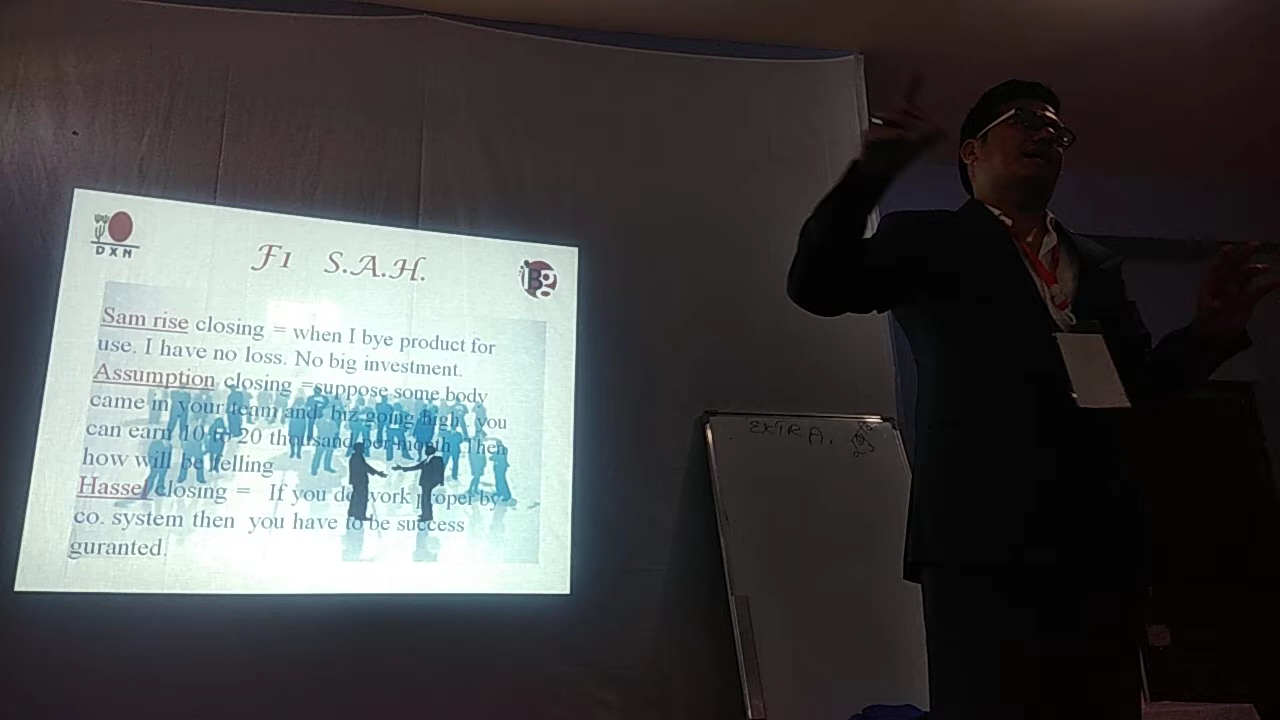 DXN
F1 S.A.H.
Bg
Sam rise closing = when I bye product for
use. I have no loss. No big investment.
Assumption closing =suppose some body
came in your team and biz going high you
can earn 10 to 20 thousand per month .Then
how will be felling
Hassel closing = If you do work proper by
co. system then you have to be success
guranted.
EXTRA.